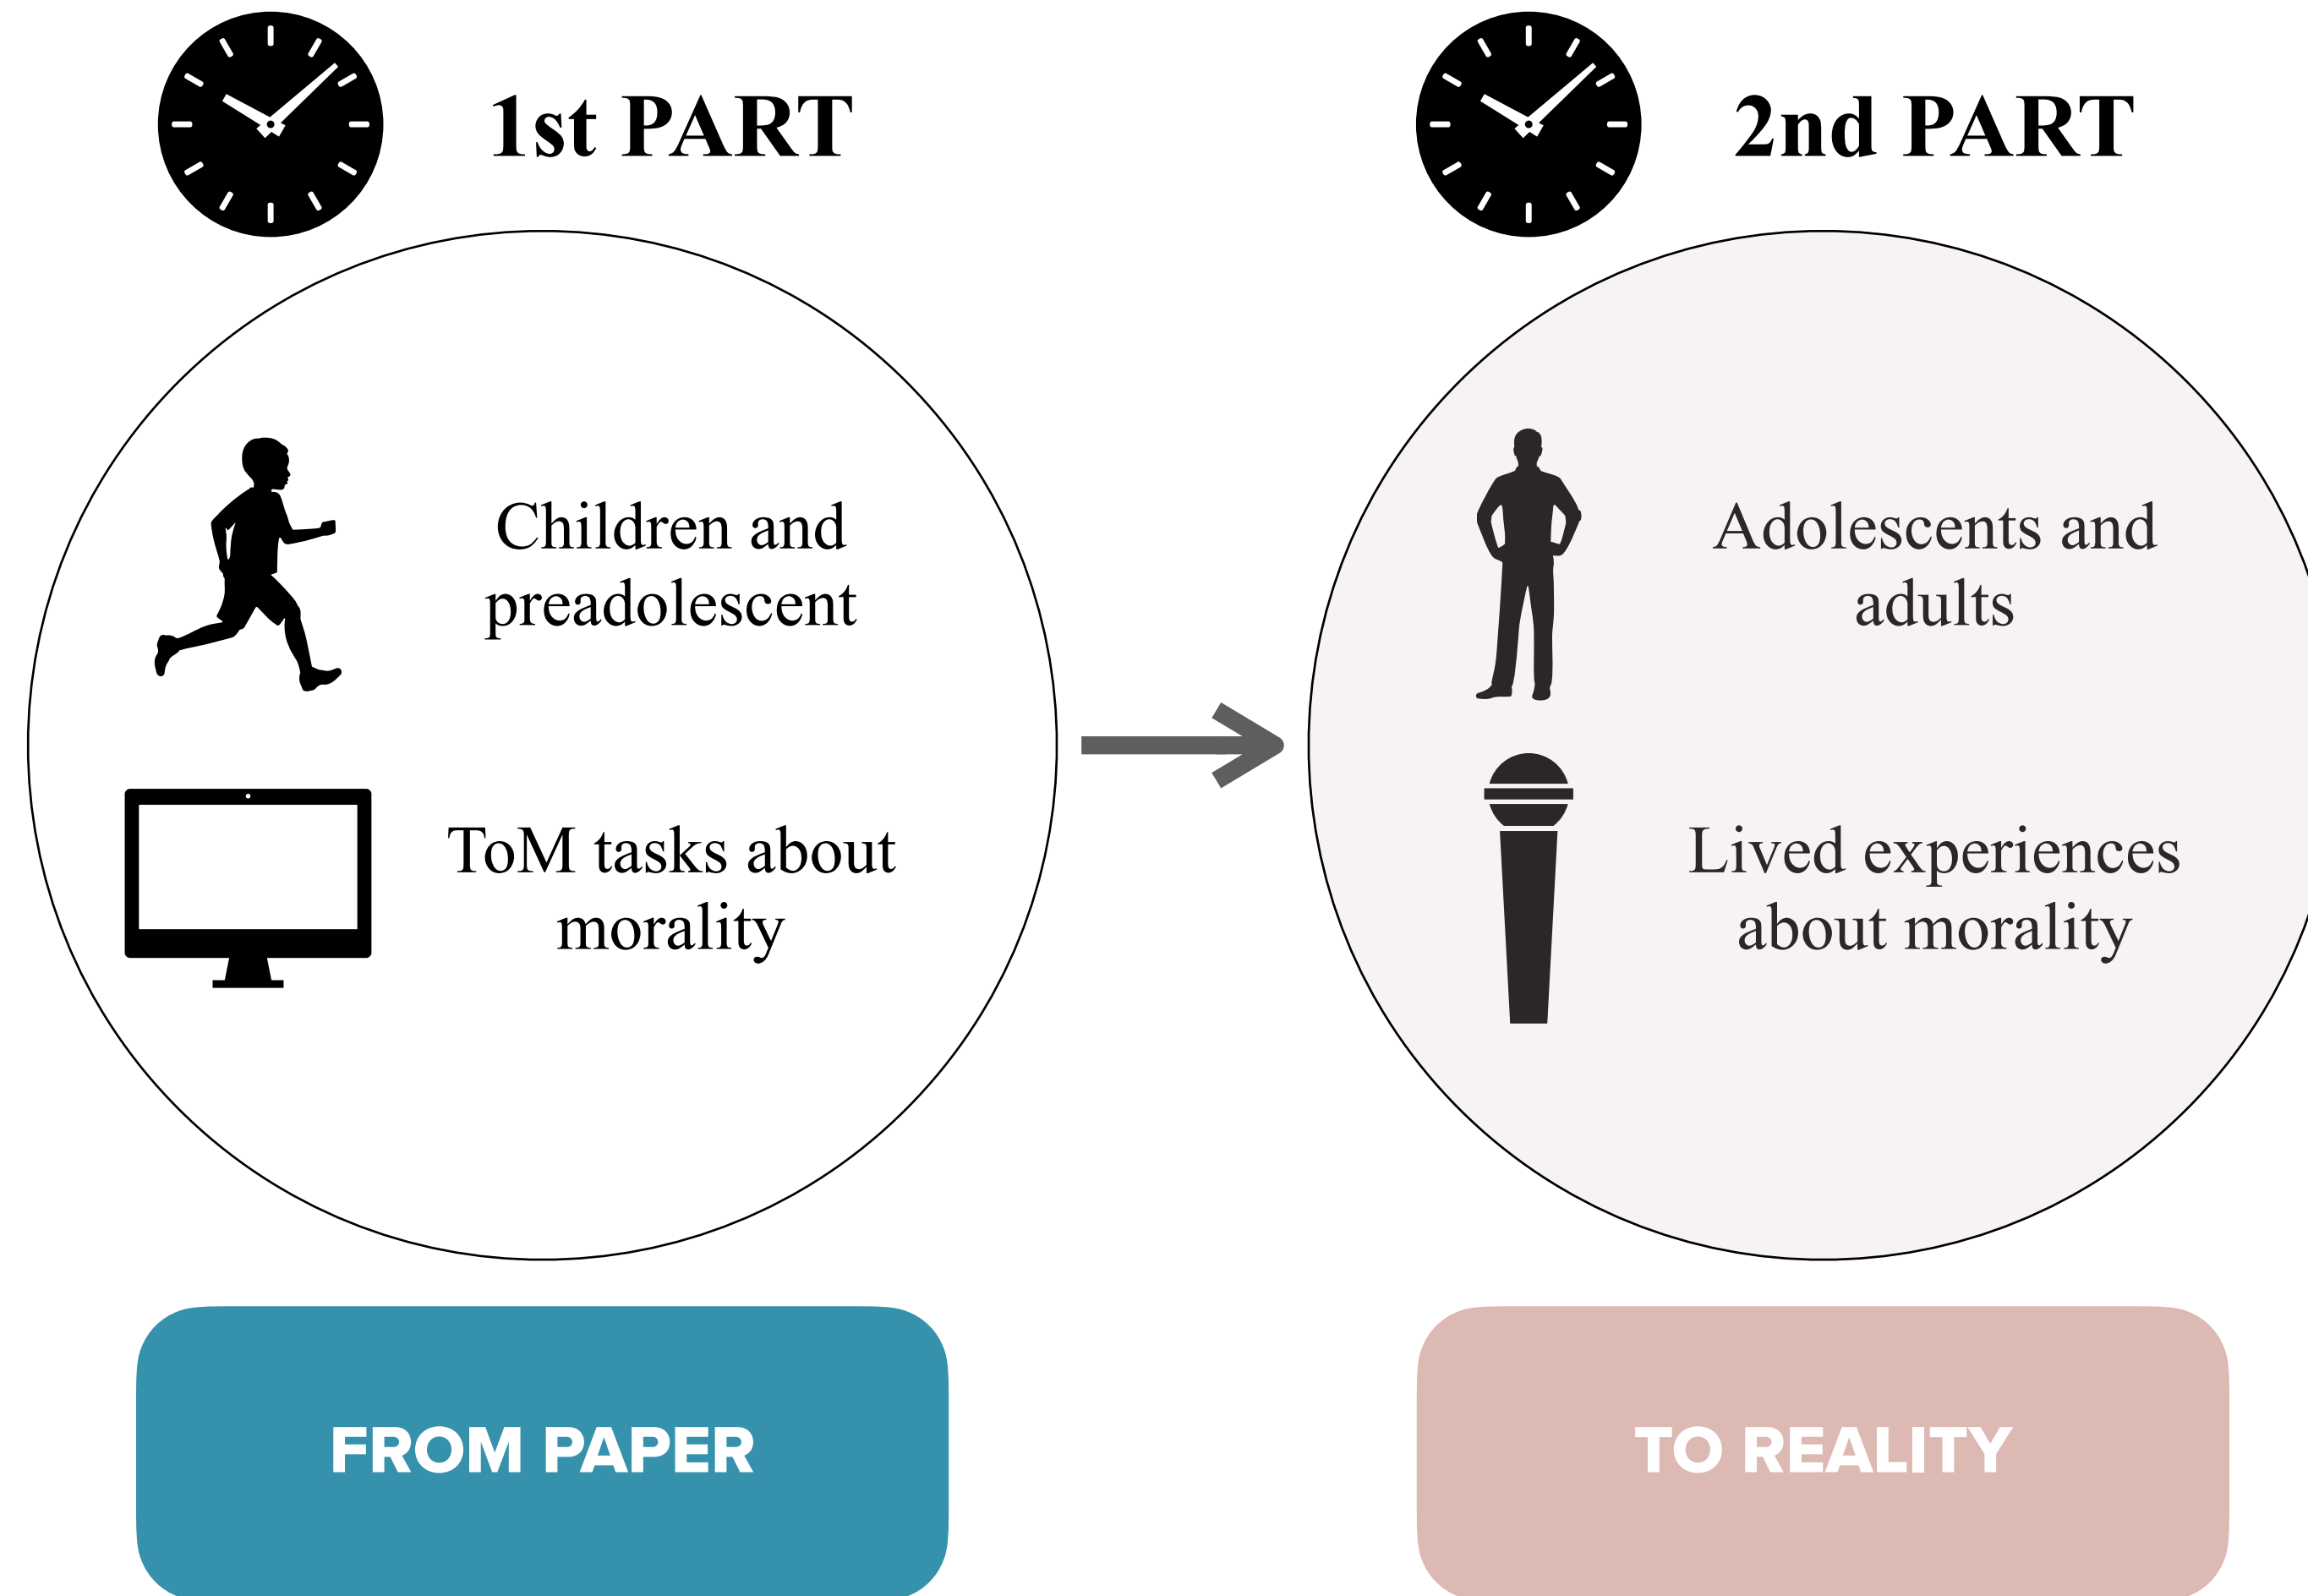 1st PART
2nd PART
Children and
preadolescent
ToM tasks about
morality
Adolescents and
adults
Lived experiences
about morality
FROM PAPER
TO REALITY